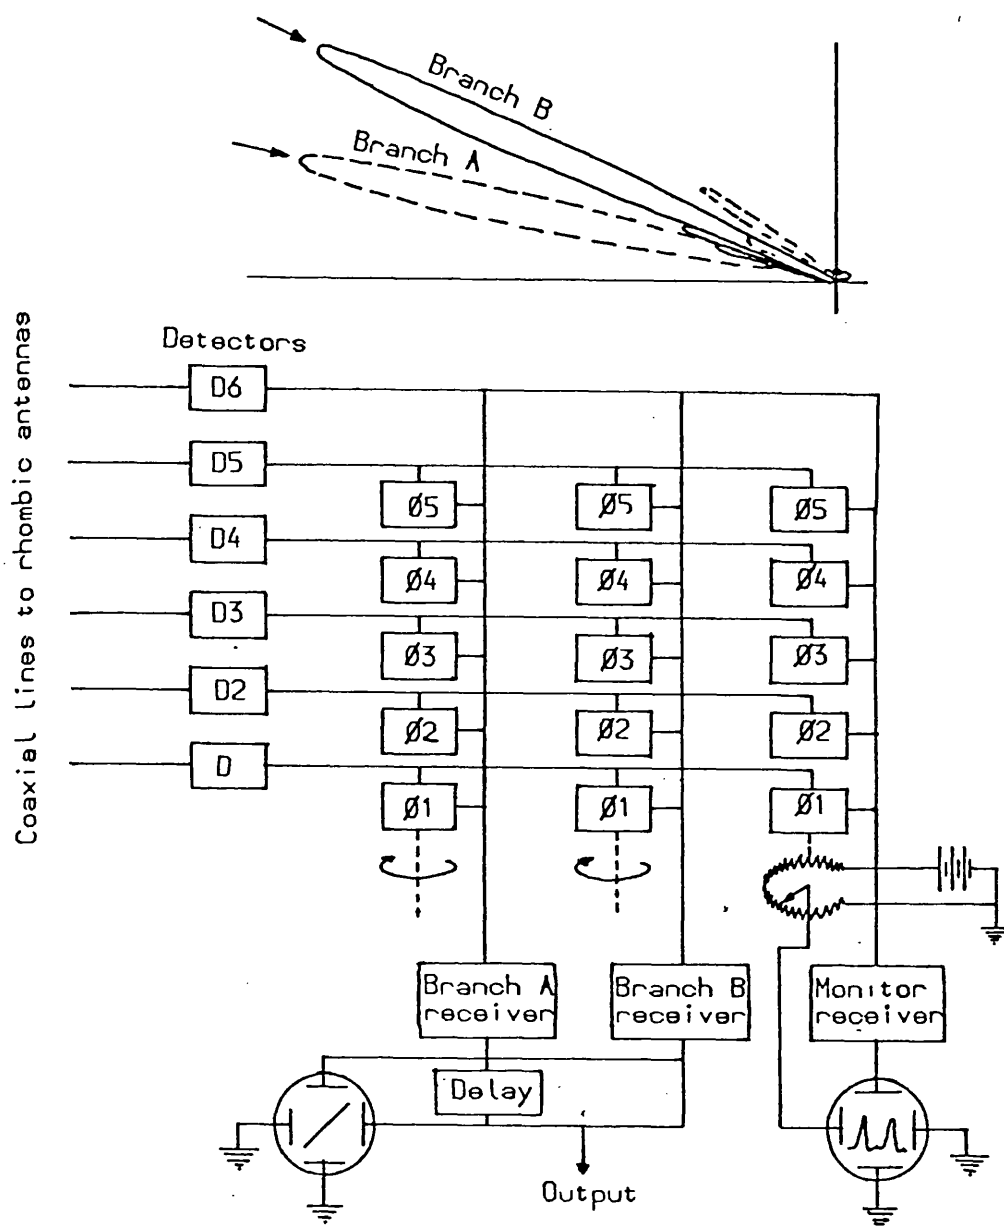 Branch B
Branch A
Coaxial lines to rhombic antennas
Detectors
D6
D5
Ø5
Ø5
Ø5
D4
Ø4
Ø4
Ø4
D3
Ø3
Ø3
Ø3
D2
Ø2
Ø2
Ø2
D
Ø1
Ø1
Ø1
Branch A
receiver
Branch B
receiver
Monitor
receiver
Delay
Output